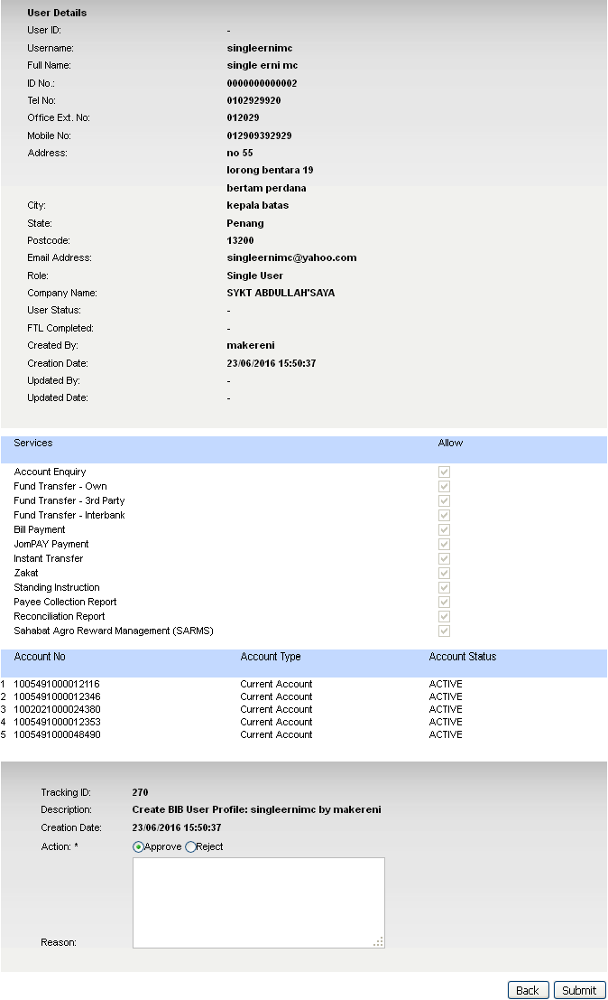 User Details
User ID: -
Username: singleernimc
Full Name: single erni mc
ID No.: 0000000000002
Tel No: 0102929920
Office Ext. No: 012029
Mobile No: 012909392929
Address: no 55
lorong bentara 19
bertam perdana
City: kepala batas
State: Penang
Postcode: 13200
Email Address: singleernimc@yahoo.com
Role: Single User
Company Name: SYKT ABDULLAH'SAYA
User Status: -
FTL Completed: -
Created By: makereni
Creation Date: 23/06/2016 15:50:37
Updated By: -
Updated Date: -
Services Allow
Account Enquiry
Fund Transfer - Own
Fund Transfer - 3rd Party
Fund Transfer - Interbank
Bill Payment
JomPAY Payment
Instant Transfer
Zakat
Standing Instruction
Payee Collection Report
Reconciliation Report
Sahabat Agro Reward Management (SARMS)
Account No Account Type Account Status
1 1005491000012116 Current Account ACTIVE
2 1005491000012346 Current Account ACTIVE
3 1002021000024380 Current Account ACTIVE
4 1005491000012353 Current Account ACTIVE
5 1005491000048490 Current Account ACTIVE
Tracking ID: 270
Description: Create BIB User Profile: singleernimc by makereni
Creation Date: 23/06/2016 15:50:37
Action: * Approve Reject
Reason:
Back Submit